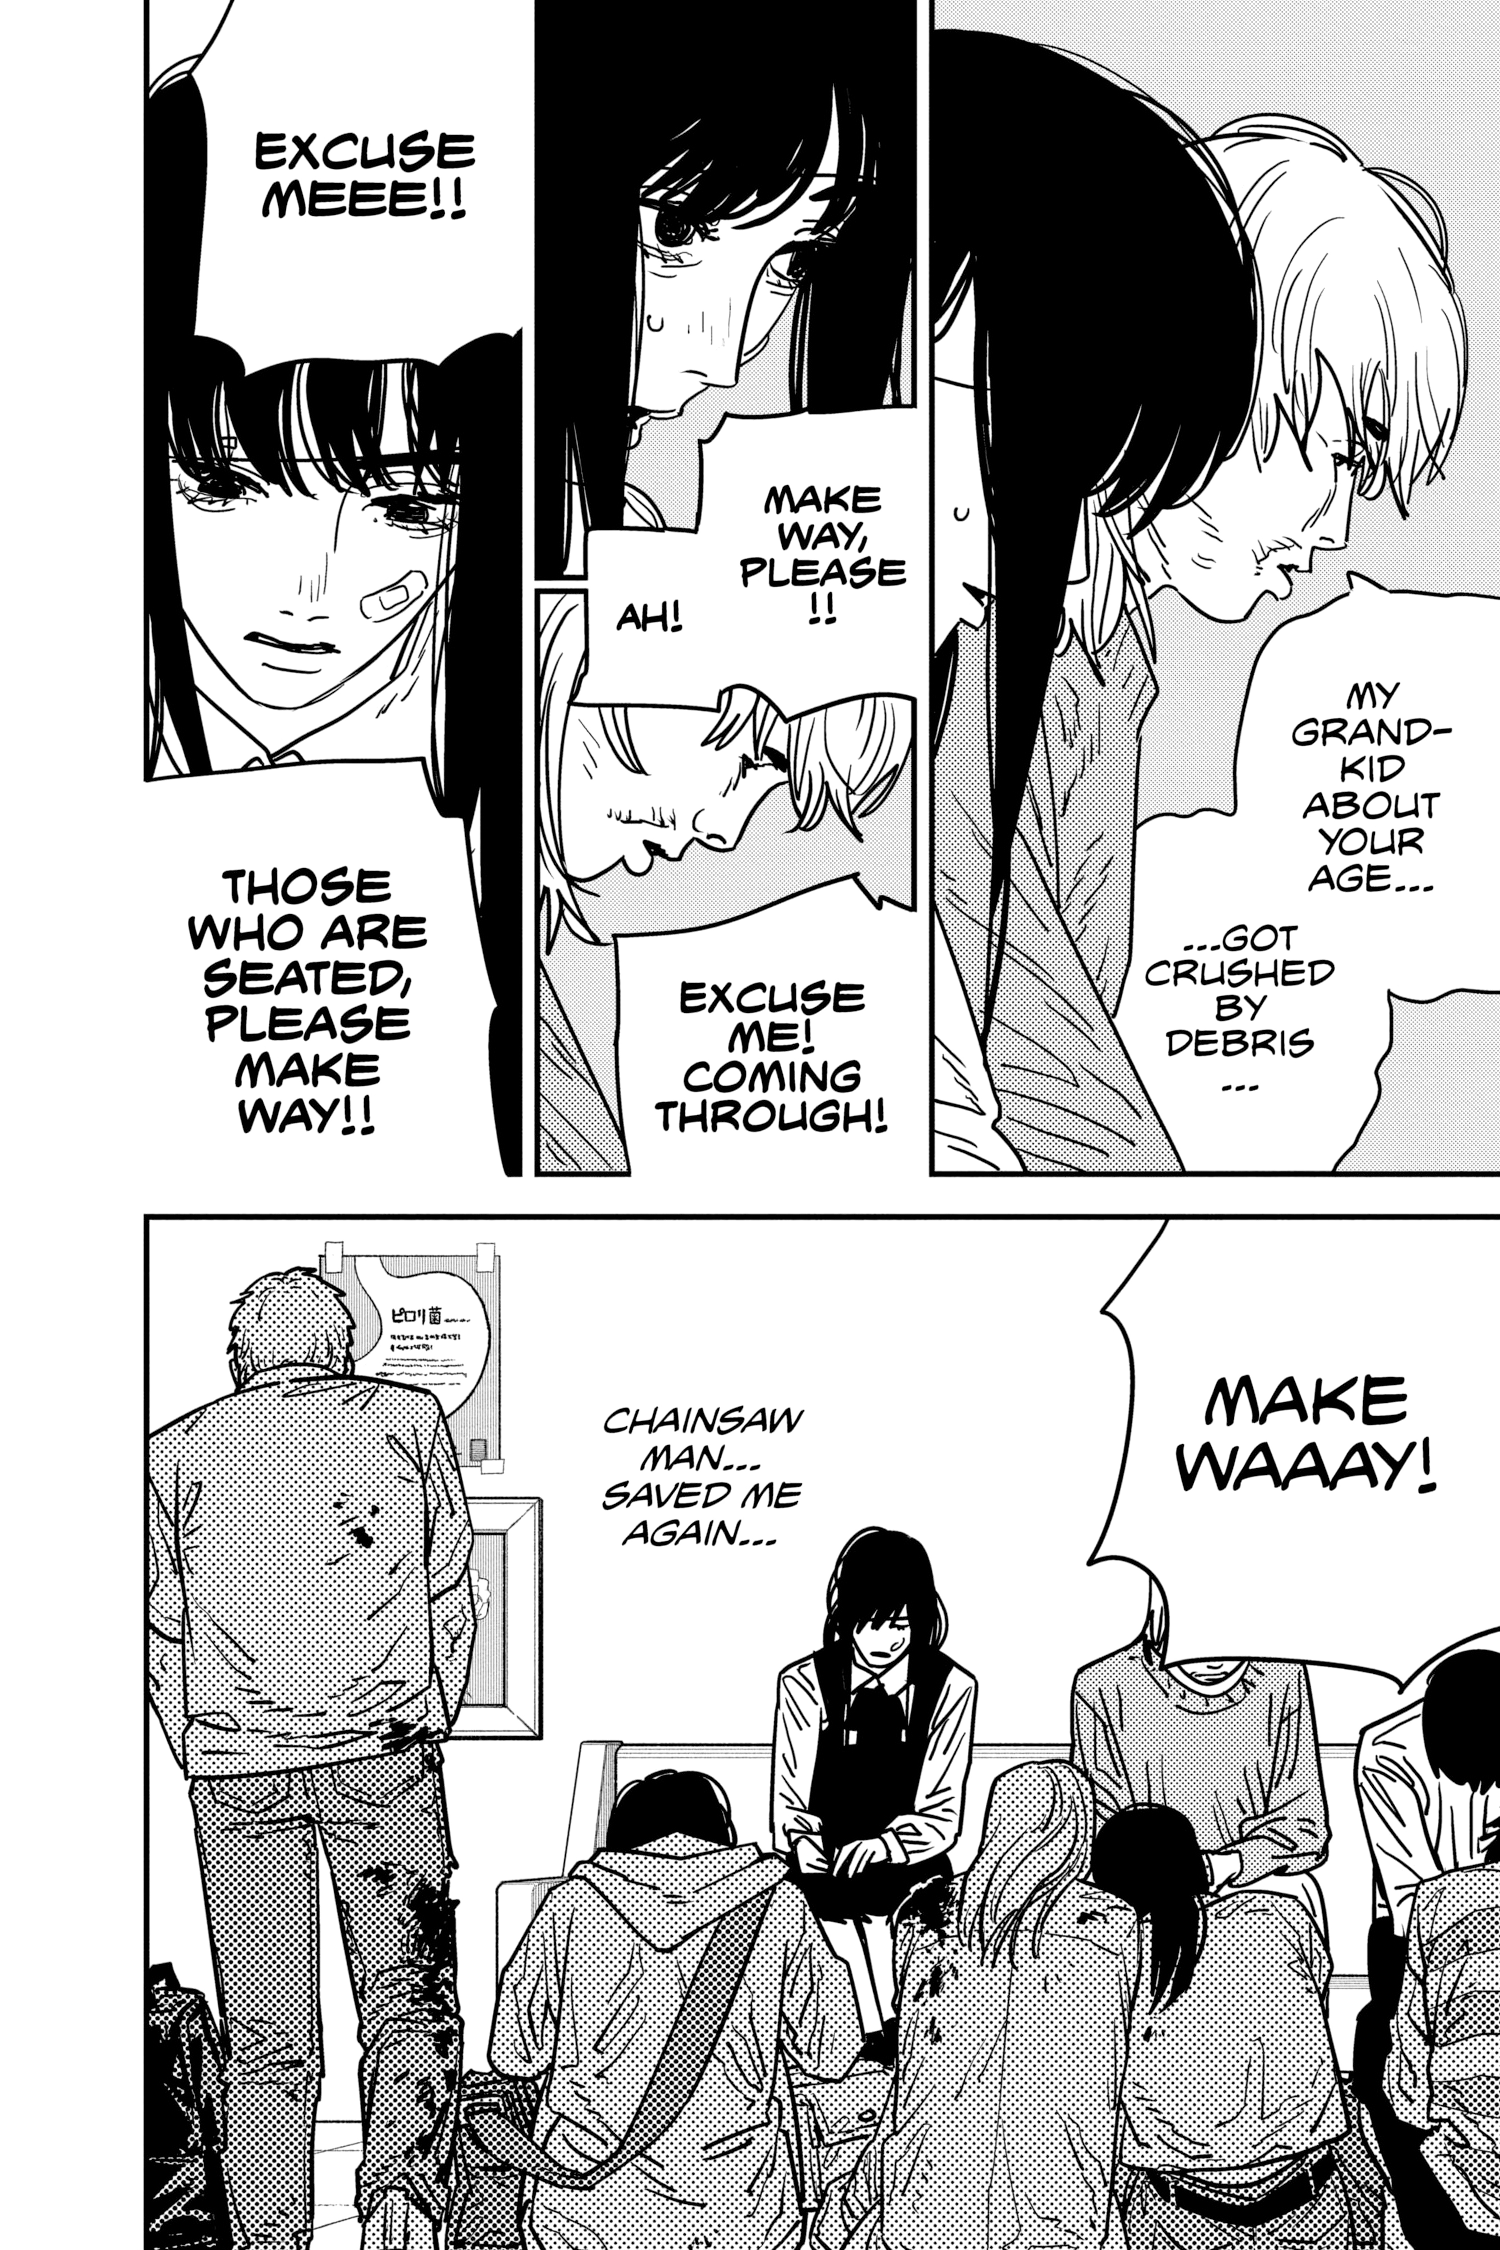 MY
GRAND-
KID
ABOUT
YOUR
AGE...
...GOT
CRUSHED
BY
DEBRIS
...
MAKE
WAY,
PLEASE
!!
AH!
EXCUSE
ME!
COMING
THROUGH!
EXCUSE
MEEE!!
THOSE
WHO ARE
SEATED,
PLEASE
MAKE
WAY!!
MAKE
WAAAY!
CHAINSAW
MAN...
SAVED ME
AGAIN...
ピロリ菌